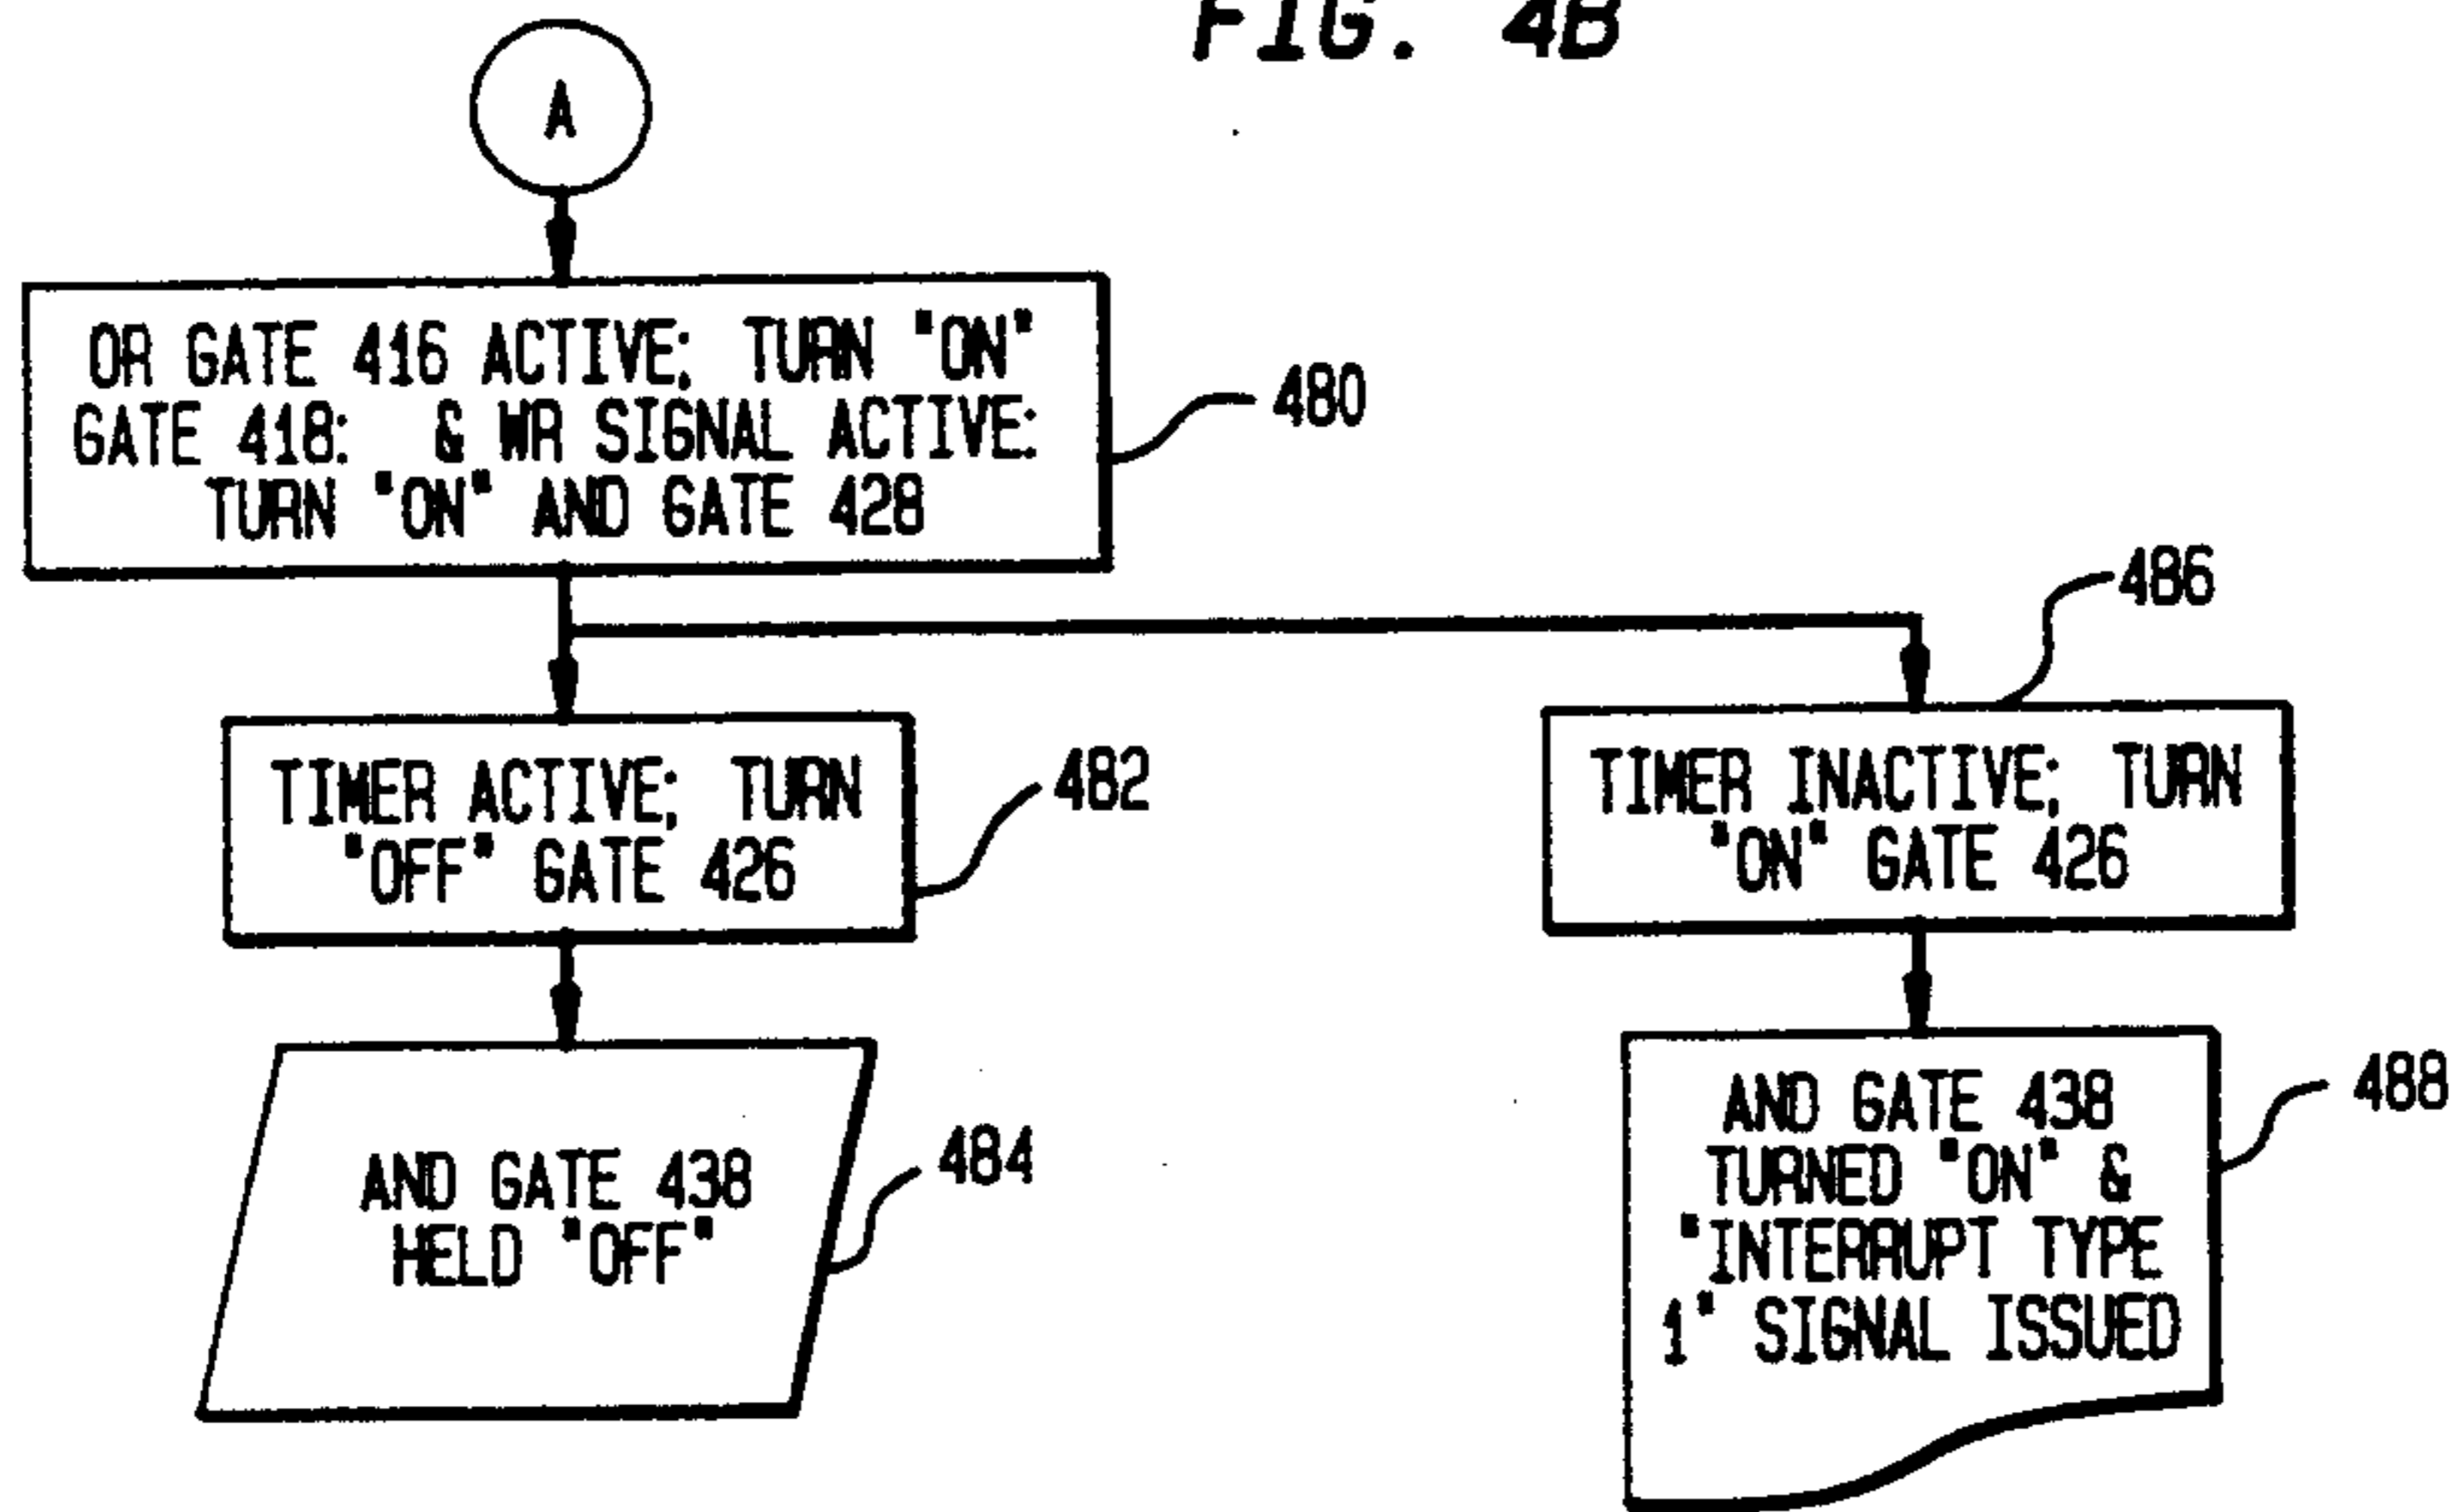 FIG. 4B
A
OR GATE 416 ACTIVE; TURN "ON"
GATE 418: & WR SIGNAL ACTIVE:
TURN "ON" AND GATE 428
480
486
TIMER ACTIVE; TURN
"OFF" GATE 426
482
TIMER INACTIVE; TURN
"ON" GATE 426
AND GATE 438
HELD "OFF"
484
AND GATE 438
TURNED "ON" &
"INTERRUPT TYPE
1" SIGNAL ISSUED
488